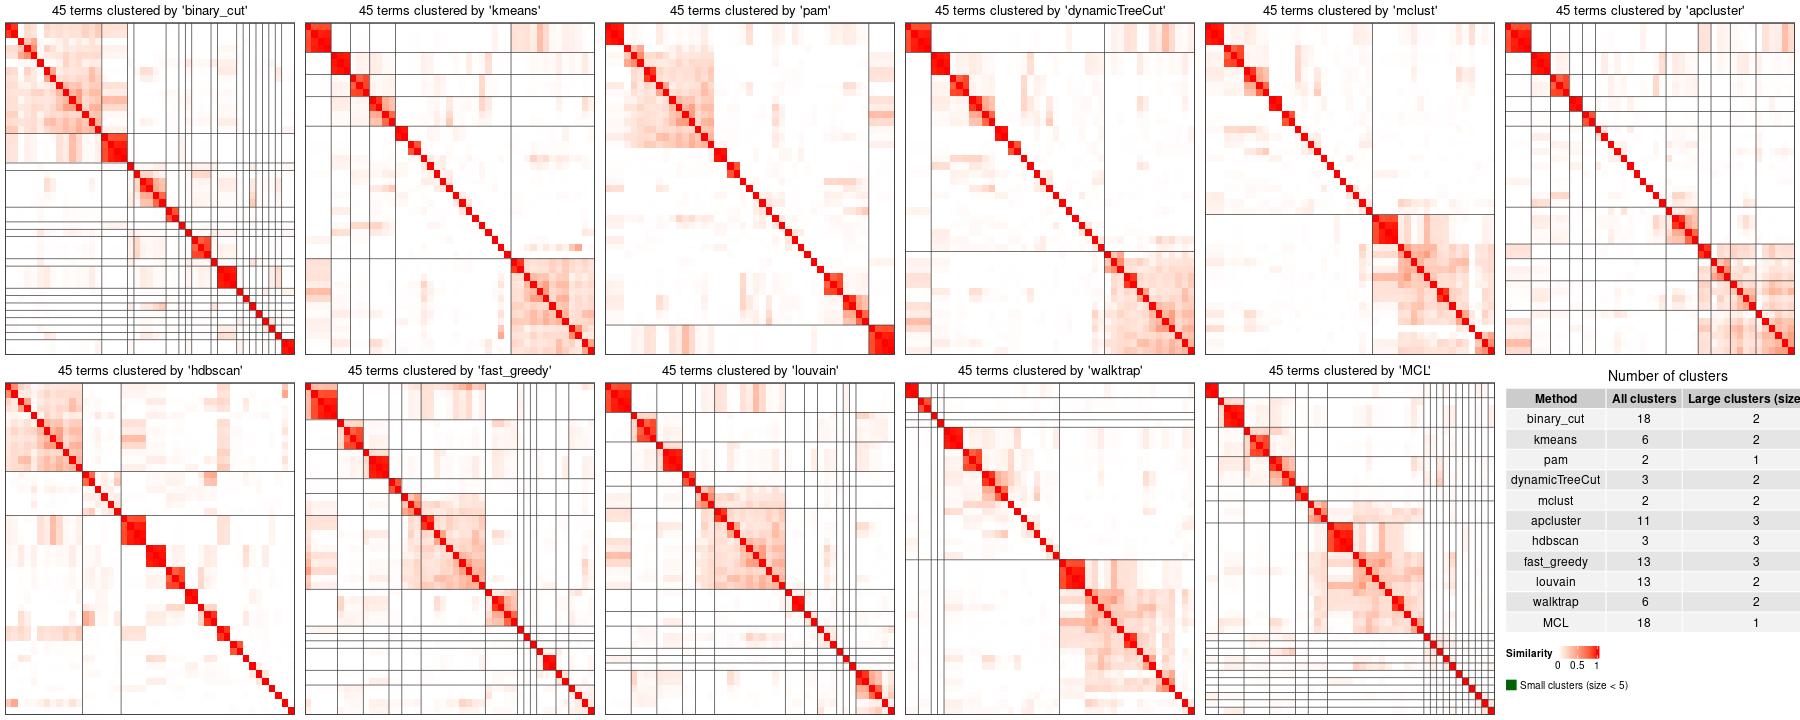 45 terms clustered by 'binary_cut'
45 terms clustered by 'kmeans'
45 terms clustered by 'pam'
45 terms clustered by 'dynamicTreeCut'
45 terms clustered by 'mclust'
45 terms clustered by 'apcluster'
45 terms clustered by 'hdbscan'
45 terms clustered by 'fast_greedy'
45 terms clustered by 'louvain'
45 terms clustered by 'walktrap'
45 terms clustered by 'MCL'
Number of clusters
Method All clusters Large clusters (size
binary_cut 18 2
kmeans 6 2
pam 2 1
dynamicTreeCut 3 2
mclust 2 2
apcluster 11 3
hdbscan 3 3
fast_greedy 13 3
louvain 13 2
walktrap 6 2
MCL 18 1
Similarity
0 0.5 1
Small clusters (size < 5)